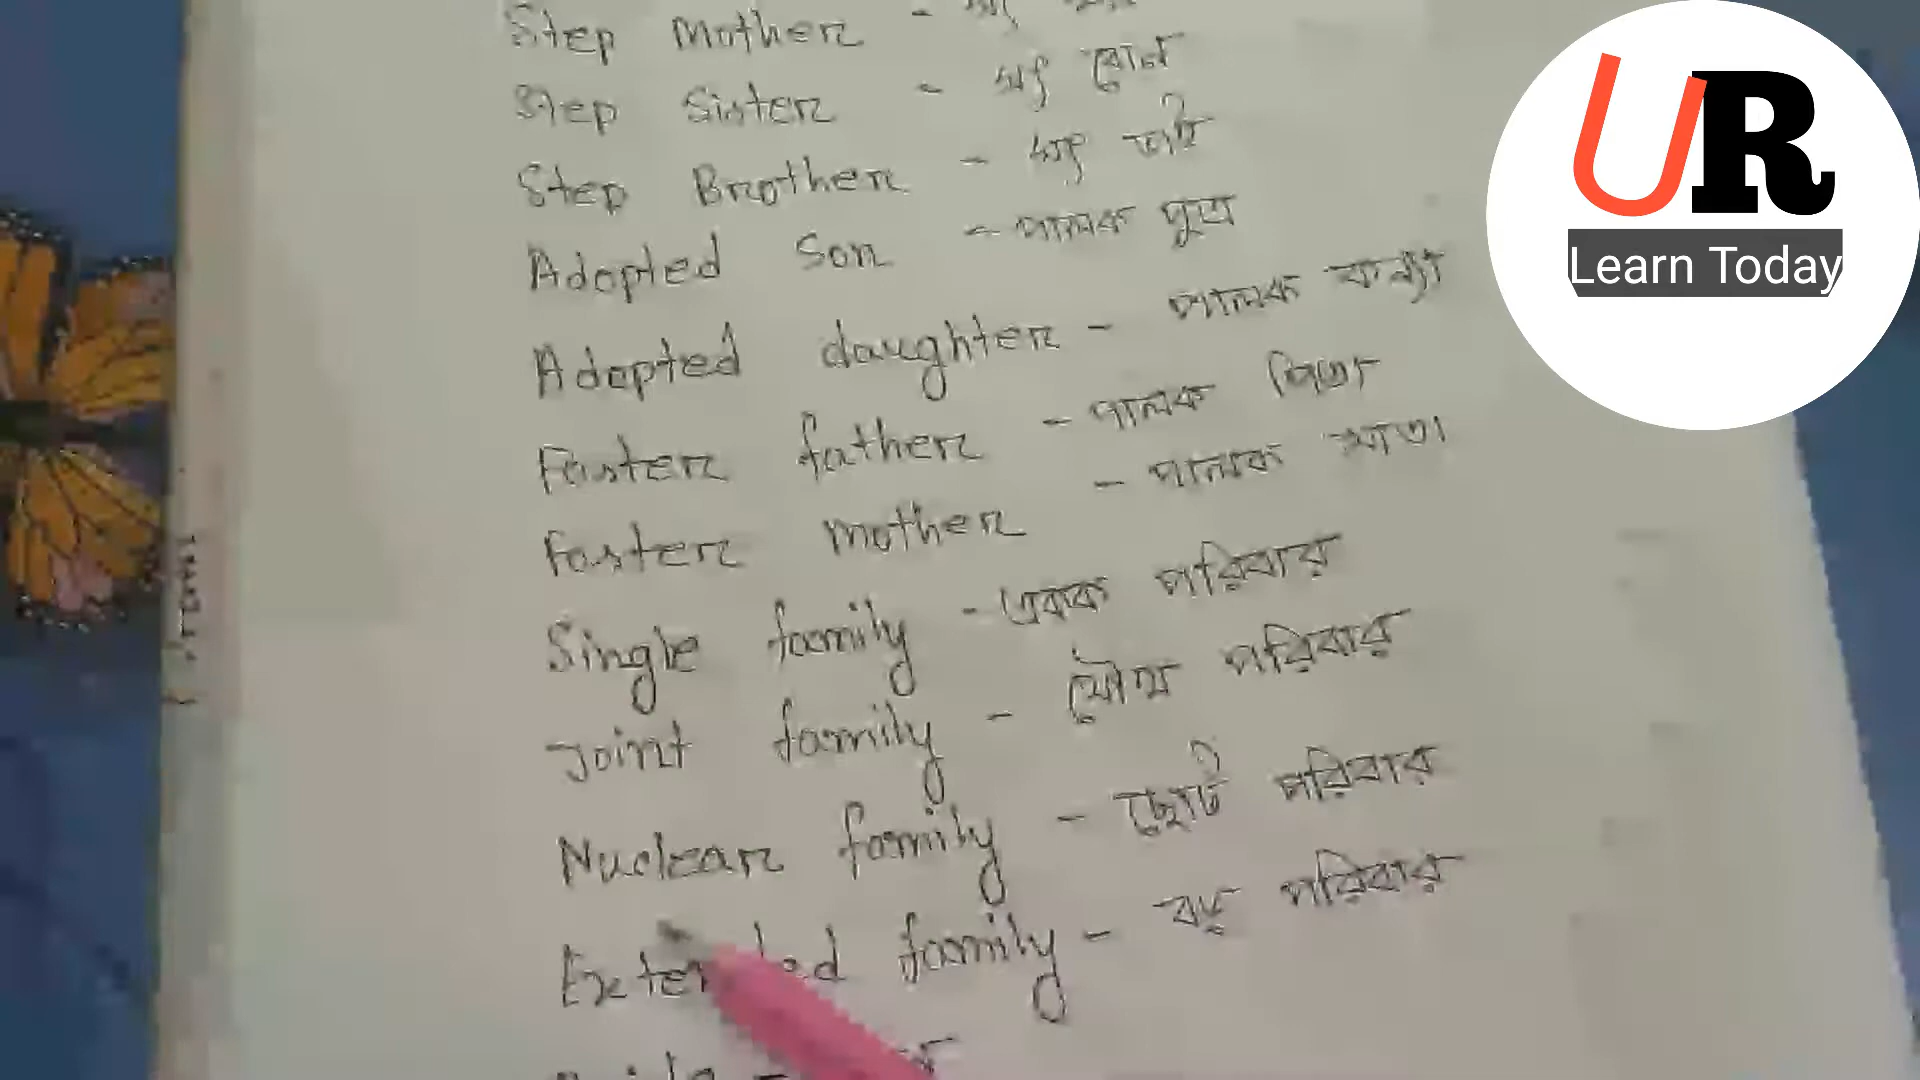 Step Mother - সৎ
Step Sister - সৎ বোন
Step Brother - সৎ ভাই
Adopted son - পালক পুত্র
Adopted daughter - পালক কন্যা
Foster father - পালক পিতা
Foster mother - পালক মাতা
Single family - একক পরিবার
Joint family - যৌথ পরিবার
Nuclear family - ছোট পরিবার
Extended family - বড় পরিবার
UR
Learn Today